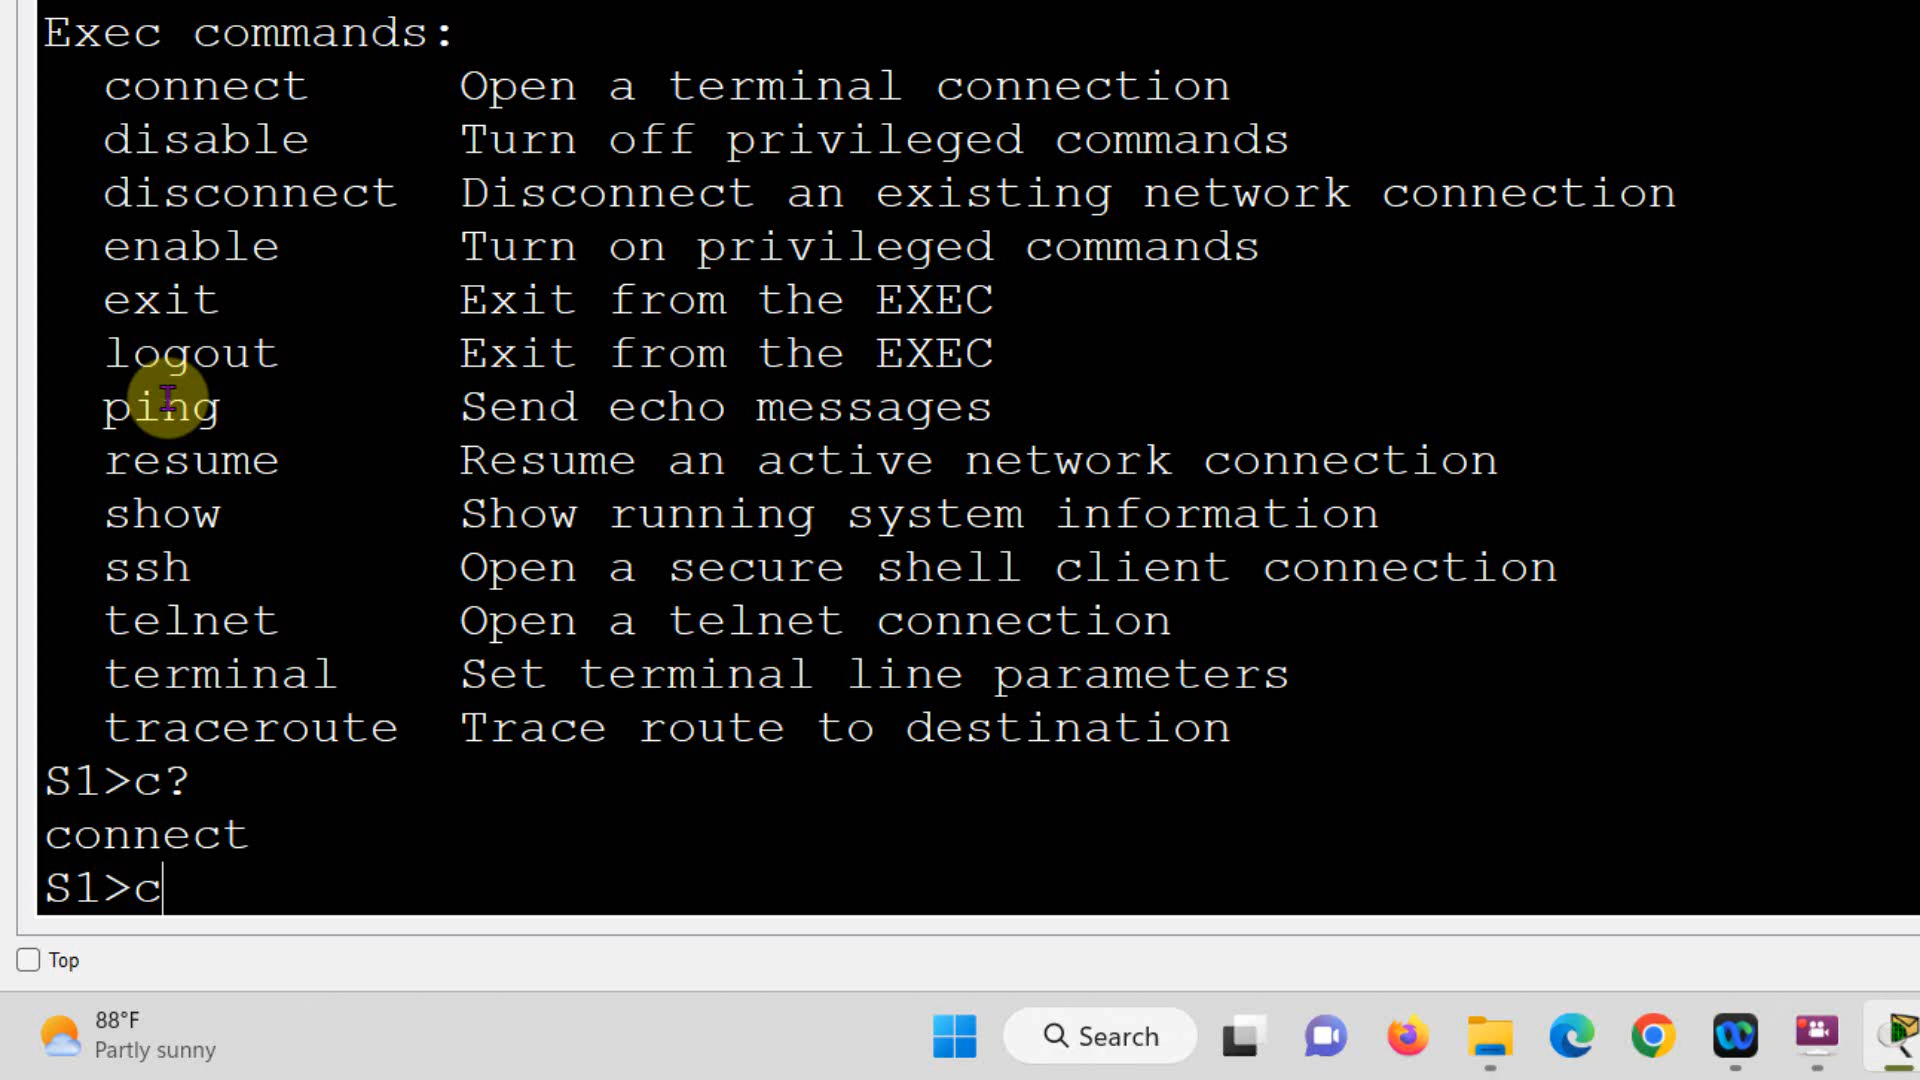 Exec commands:
connect Open a terminal connection
disable Turn off privileged commands
disconnect Disconnect an existing network connection
enable Turn on privileged commands
exit Exit from the EXEC
logout Exit from the EXEC
ping Send echo messages
resume Resume an active network connection
show Show running system information
ssh Open a secure shell client connection
telnet Open a telnet connection
terminal Set terminal line parameters
traceroute Trace route to destination
S1>c?
connect
S1>c
Top
88°F
Partly sunny
Search